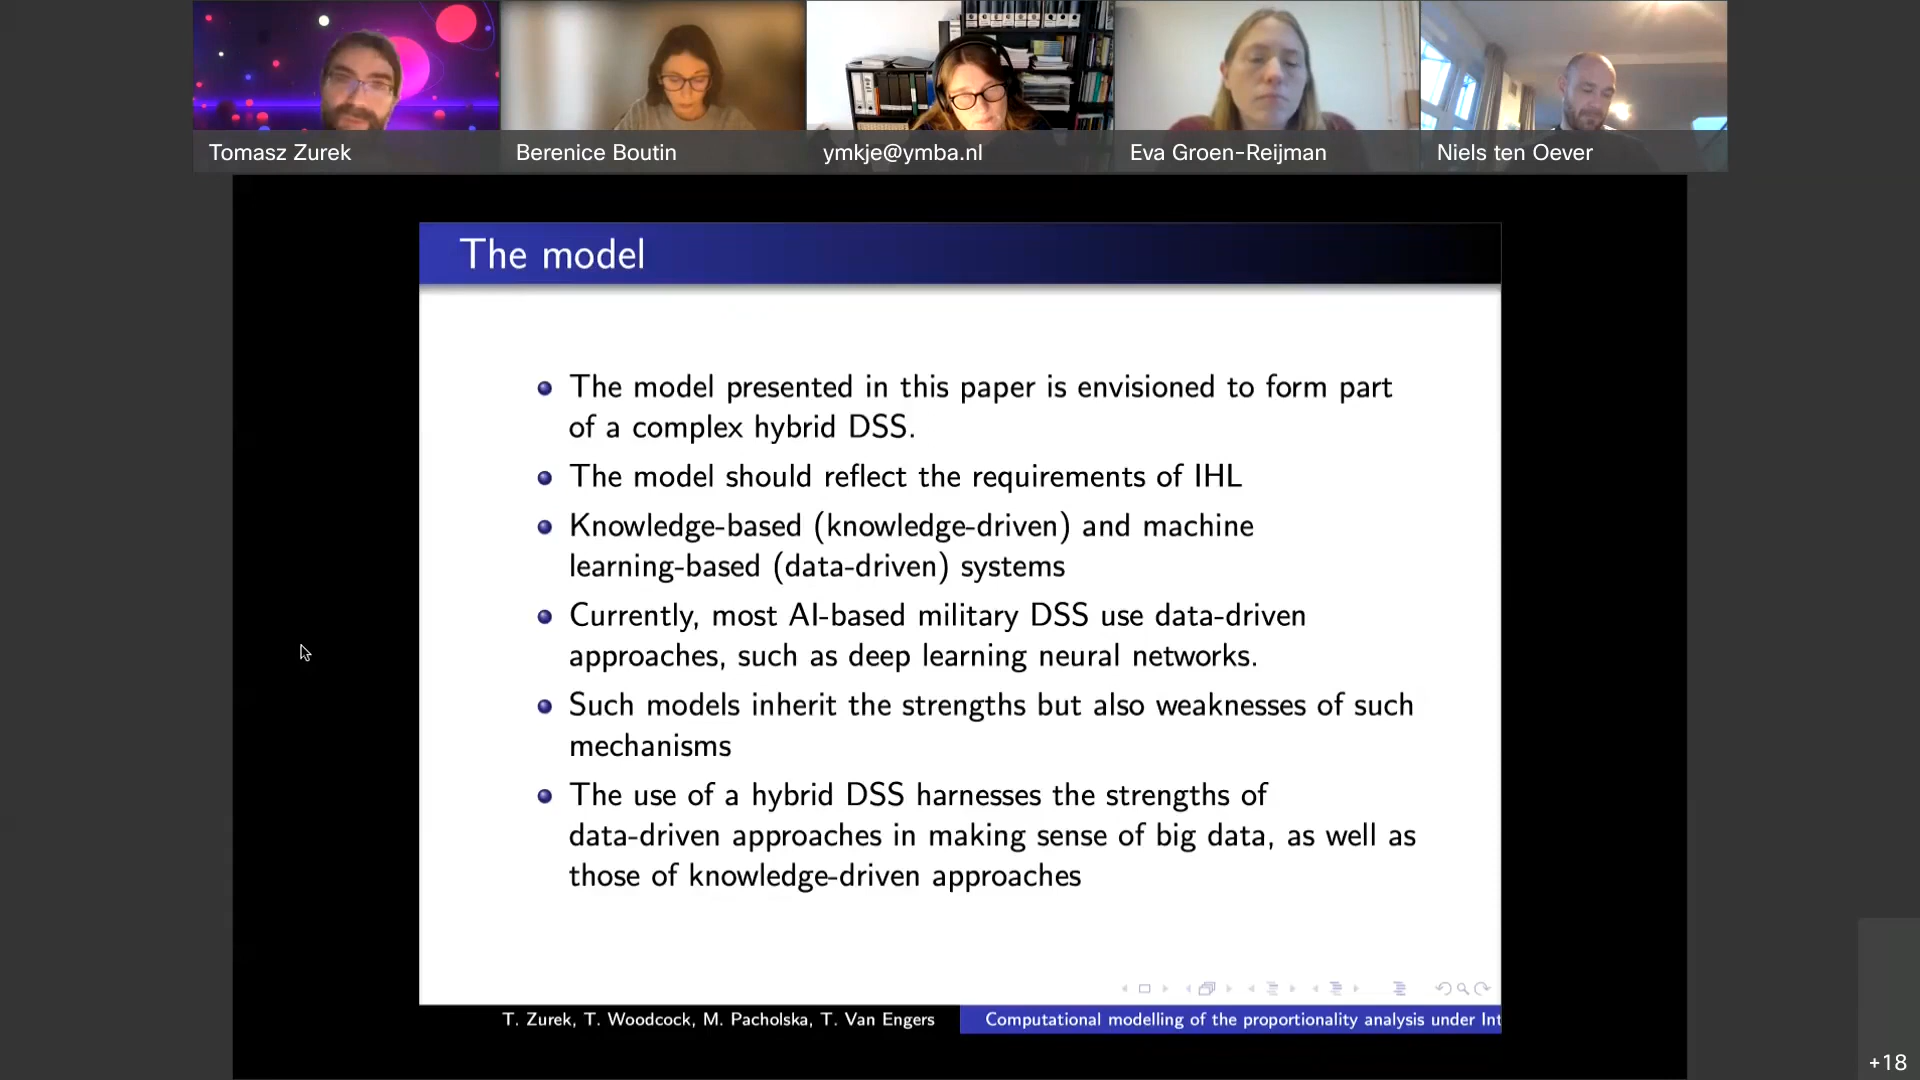 Tomasz Zurek
Berenice Boutin
ymkje@ymba.nl
Eva Groen-Reijman
Niels ten Oever
The model
The model presented in this paper is envisioned to form part
of a complex hybrid DSS.
The model should reflect the requirements of IHL
Knowledge-based (knowledge-driven) and machine
learning-based (data-driven) systems
Currently, most AI-based military DSS use data-driven
approaches, such as deep learning neural networks.
Such models inherit the strengths but also weaknesses of such
mechanisms
The use of a hybrid DSS harnesses the strengths of
data-driven approaches in making sense of big data, as well as
those of knowledge-driven approaches
T. Zurek, T. Woodcock, M. Pacholska, T. Van Engers
Computational modelling of the proportionality analysis under Int
+18